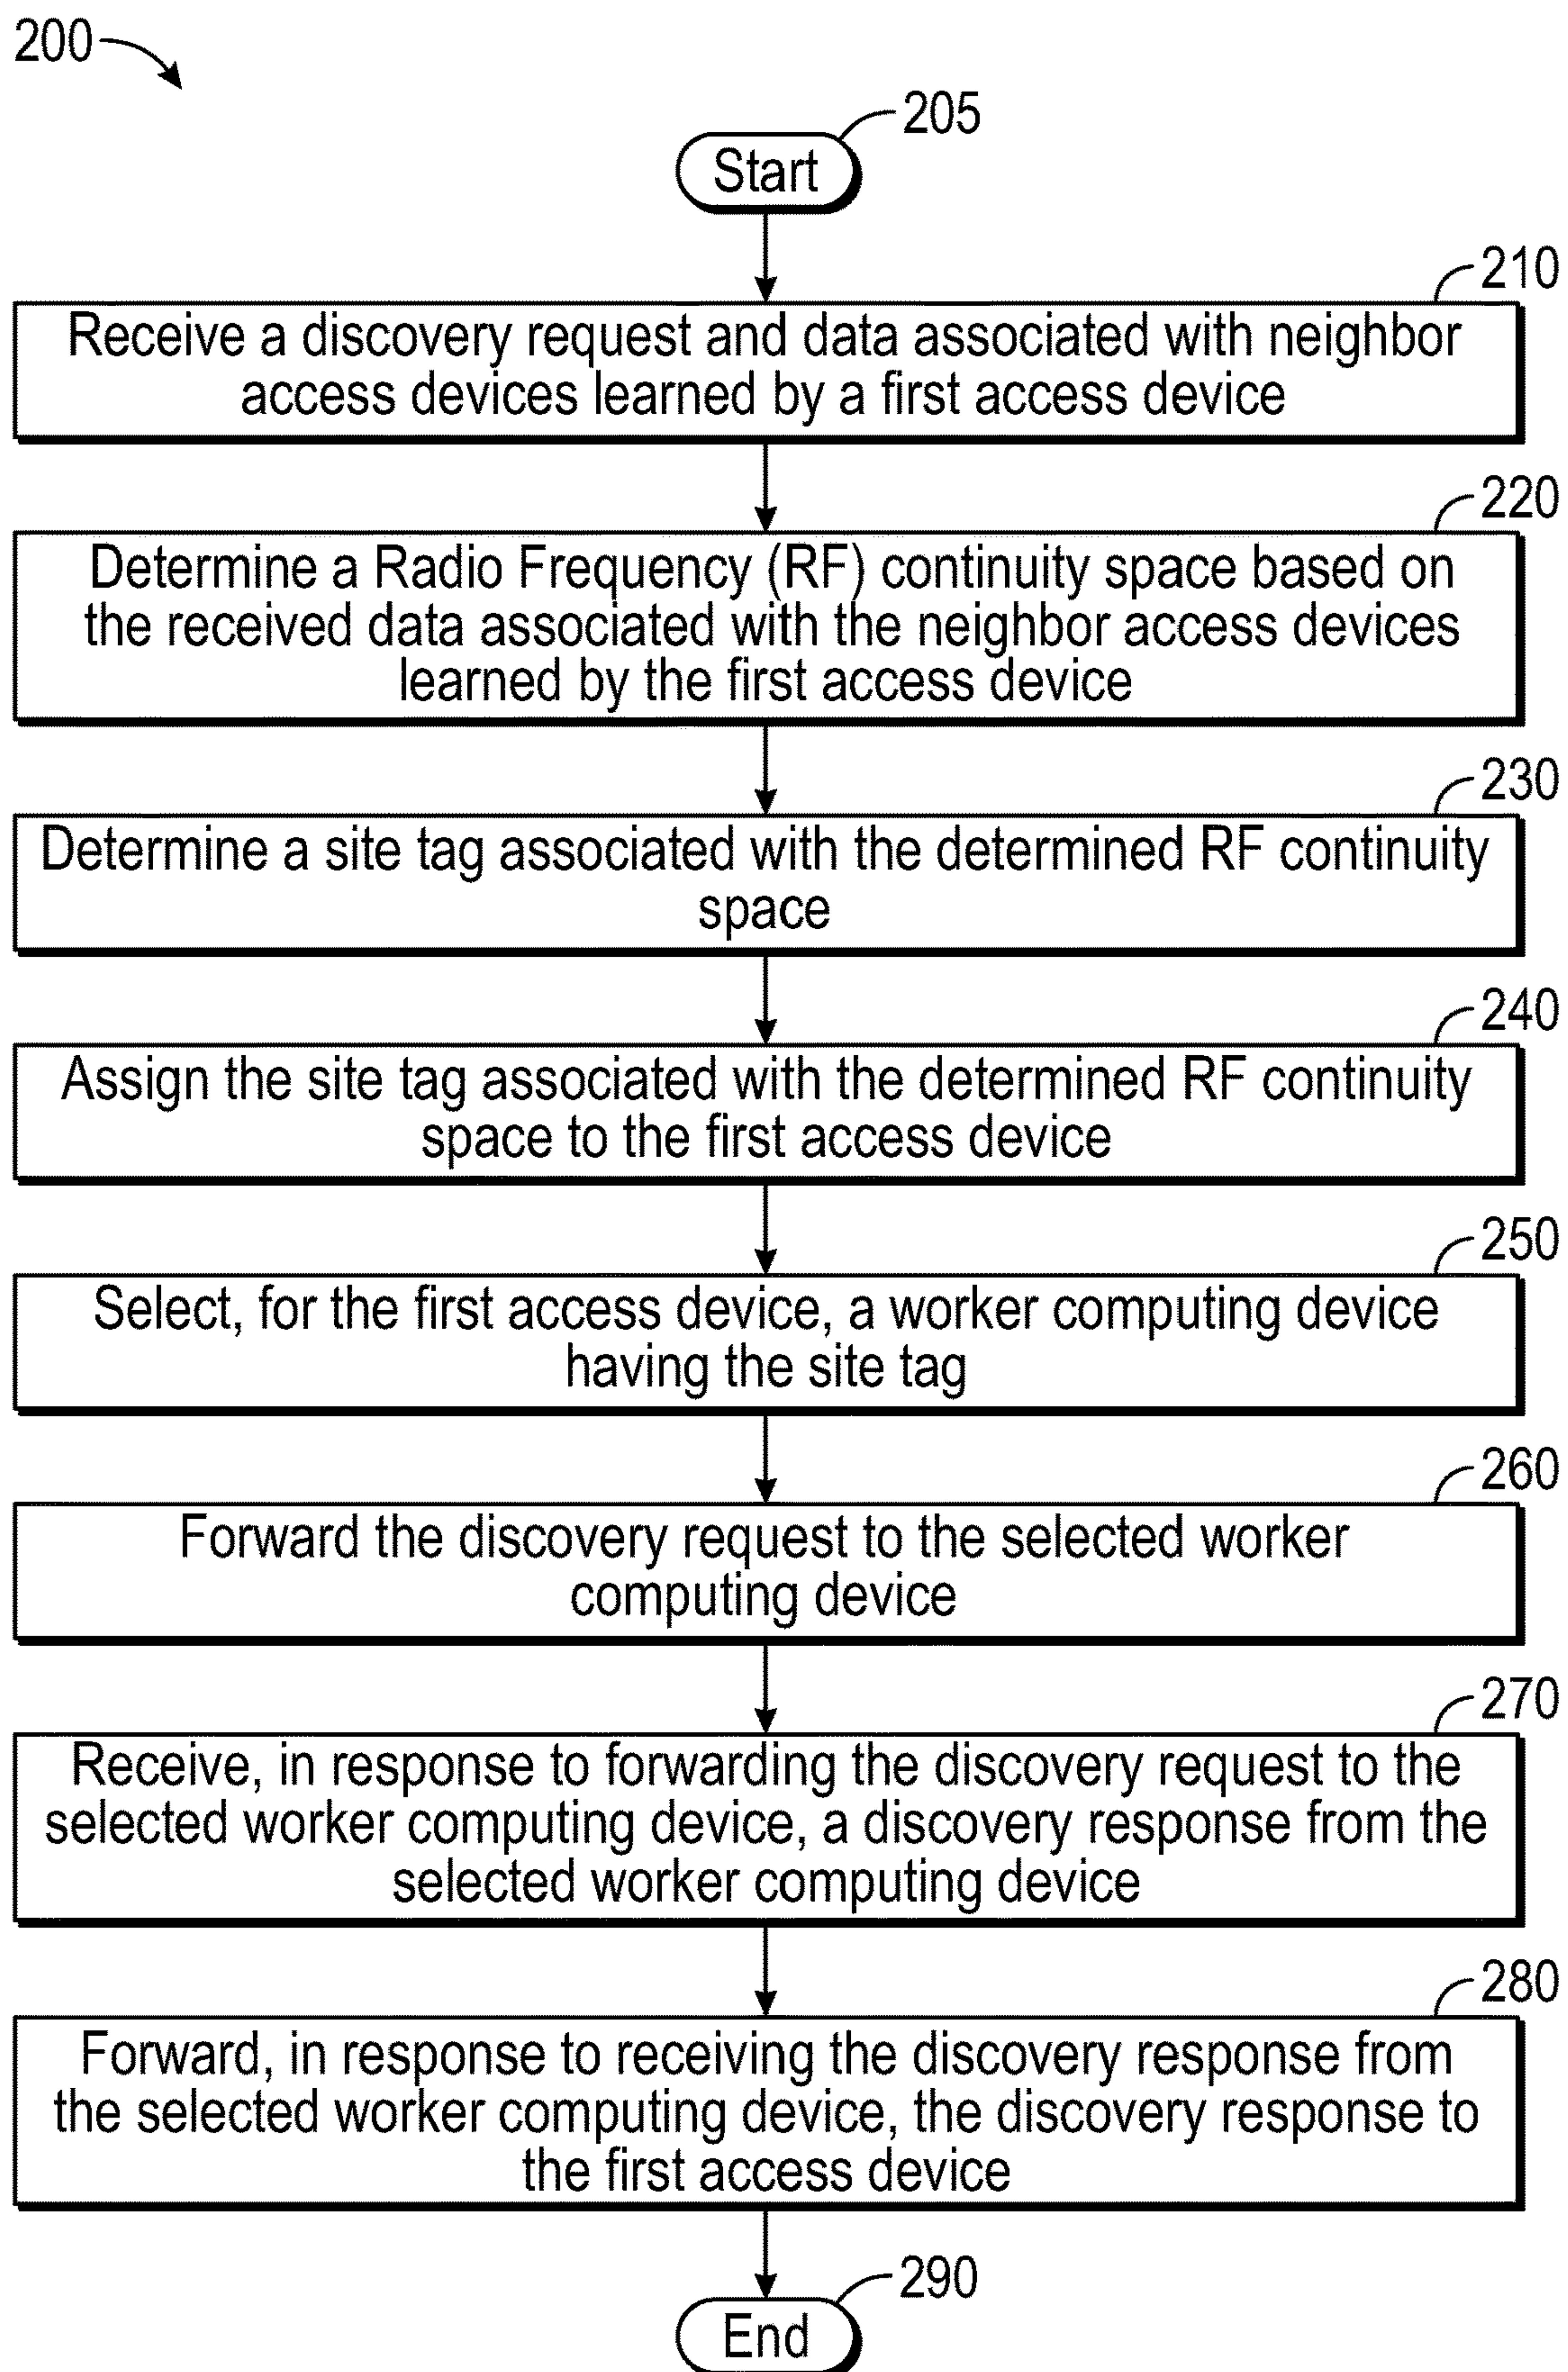 200
205
Start
210
Receive a discovery request and data associated with neighbor
access devices learned by a first access device
220
Determine a Radio Frequency (RF) continuity space based on
the received data associated with the neighbor access devices
learned by the first access device
230
Determine a site tag associated with the determined RF continuity
space
240
Assign the site tag associated with the determined RF continuity
space to the first access device
250
Select, for the first access device, a worker computing device
having the site tag
260
Forward the discovery request to the selected worker
computing device
270
Receive, in response to forwarding the discovery request to the
selected worker computing device, a discovery response from the
selected worker computing device
280
Forward, in response to receiving the discovery response from
the selected worker computing device, the discovery response to
the first access device
290
End